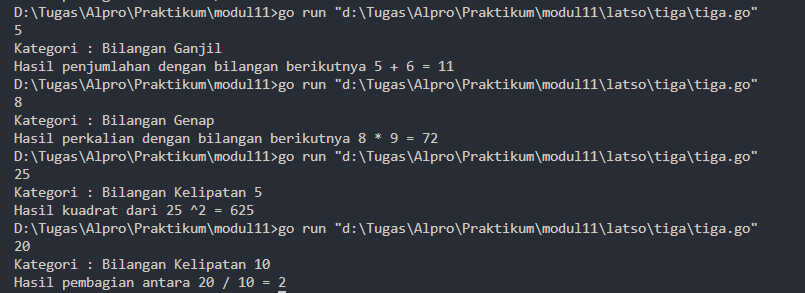 D:\Tugas\Alpro\Praktikum\modul11>go run "d:\Tugas\Alpro\Praktikum\modul11\latso\tiga\tiga.go"
5
Kategori : Bilangan Ganjil
Hasil penjumlahan dengan bilangan berikutnya 5 + 6 = 11
D:\Tugas\Alpro\Praktikum\modul11>go run "d:\Tugas\Alpro\Praktikum\modul11\latso\tiga\tiga.go"
8
Kategori : Bilangan Genap
Hasil perkalian dengan bilangan berikutnya 8 * 9 = 72
D:\Tugas\Alpro\Praktikum\modul11>go run "d:\Tugas\Alpro\Praktikum\modul11\latso\tiga\tiga.go"
25
Kategori : Bilangan Kelipatan 5
Hasil kuadrat dari 25 ^2 = 625
D:\Tugas\Alpro\Praktikum\modul11>go run "d:\Tugas\Alpro\Praktikum\modul11\latso\tiga\tiga.go"
20
Kategori : Bilangan Kelipatan 10
Hasil pembagian antara 20 / 10 = 2